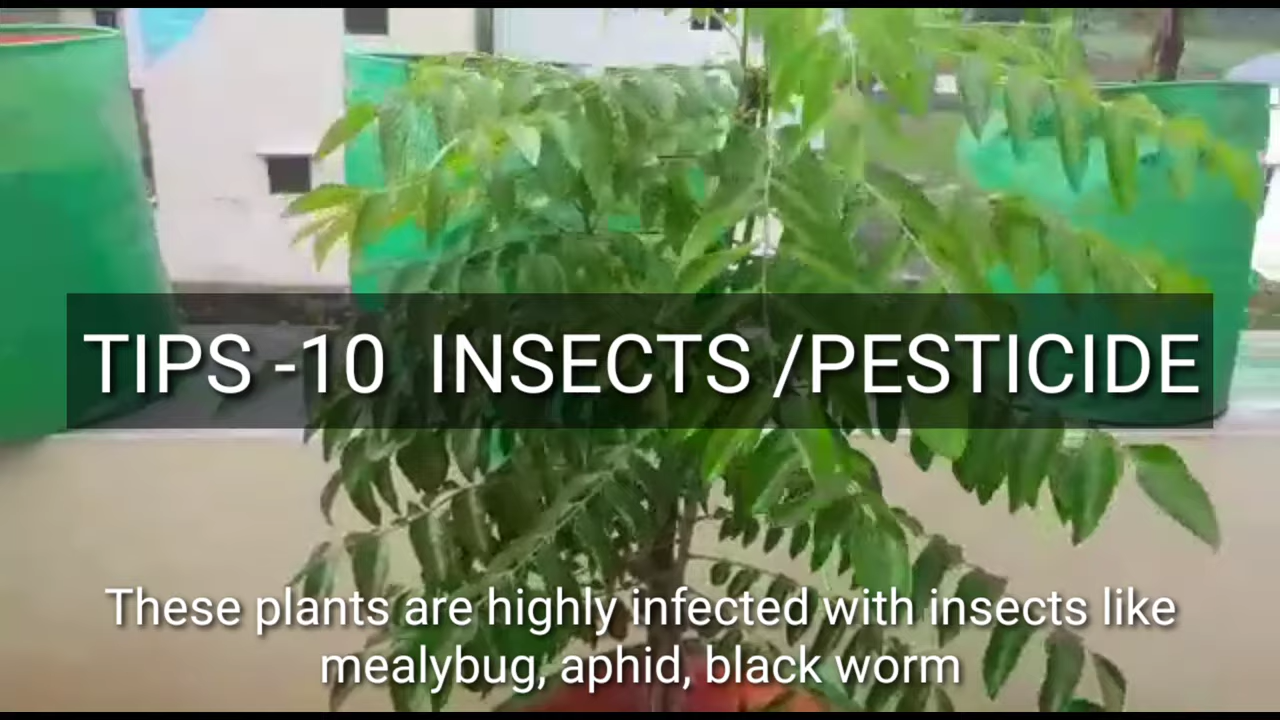 TIPS -10 INSECTS /PESTICIDE
These plants are highly infected with insects like
mealybug, aphid, black worm